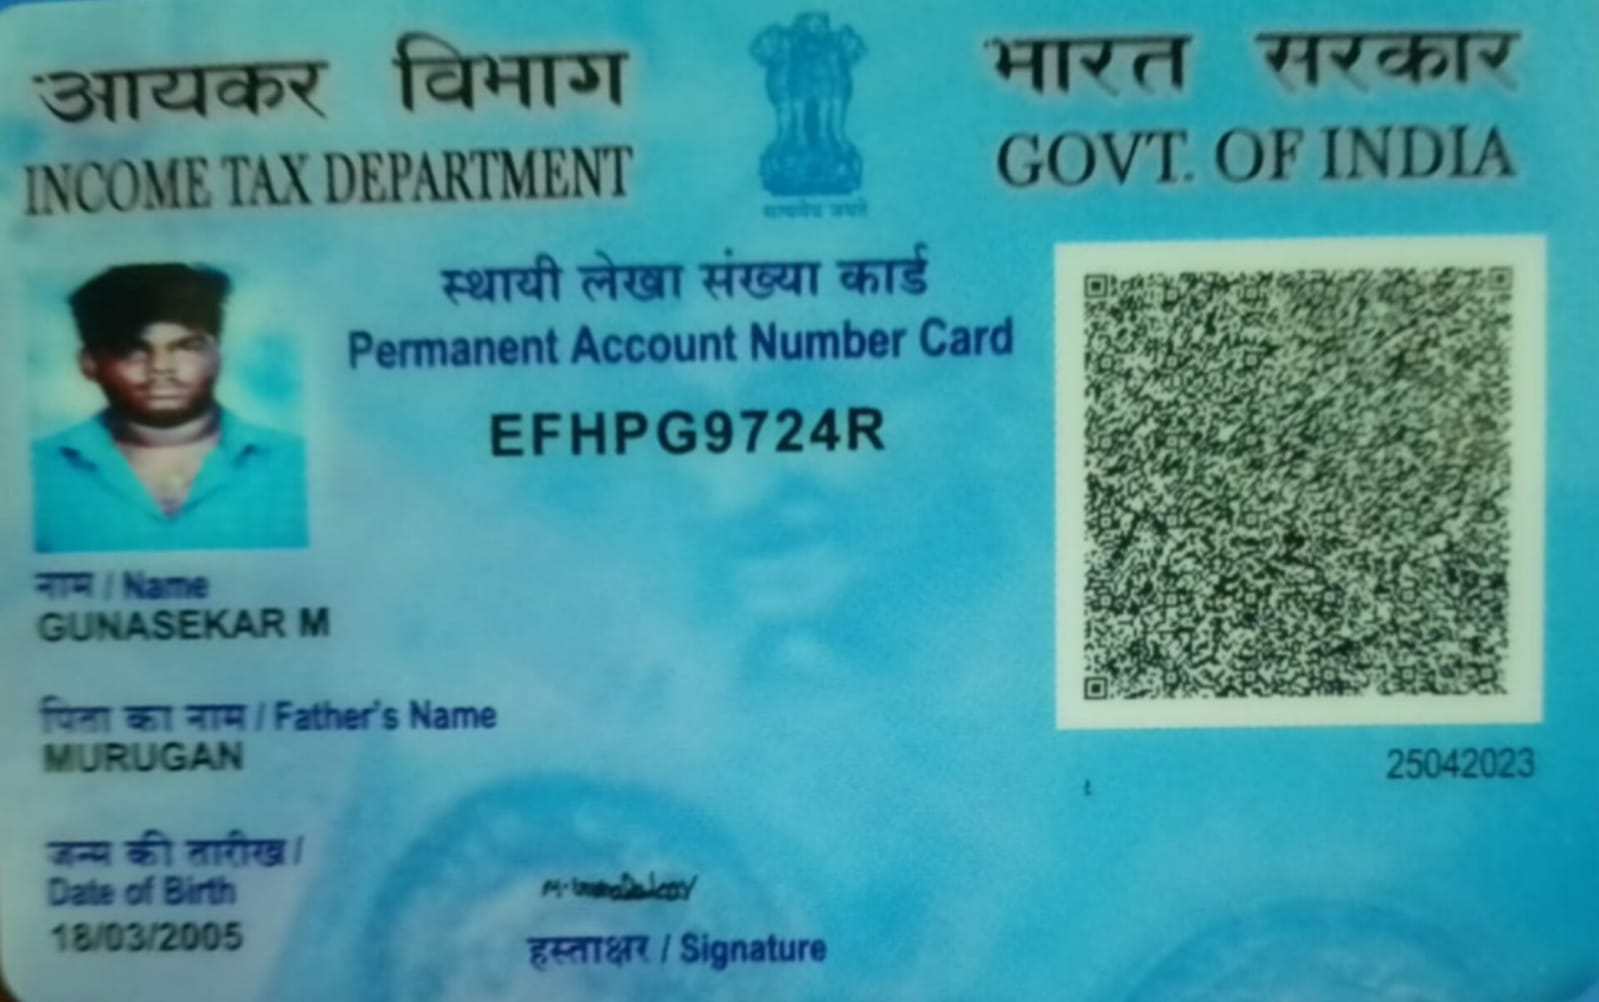 आयकर विभाग
INCOME TAX DEPARTMENT
भारत सरकार
GOVT. OF INDIA
सत्यमेव जयते
स्थायी लेखा संख्या कार्ड
Permanent Account Number Card
EFHPG9724R
नाम / Name
GUNASEKAR M
पिता का नाम / Father's Name
MURUGAN
जन्म की तारीख /
Date of Birth
18/03/2005
हस्ताक्षर / Signature
25042023